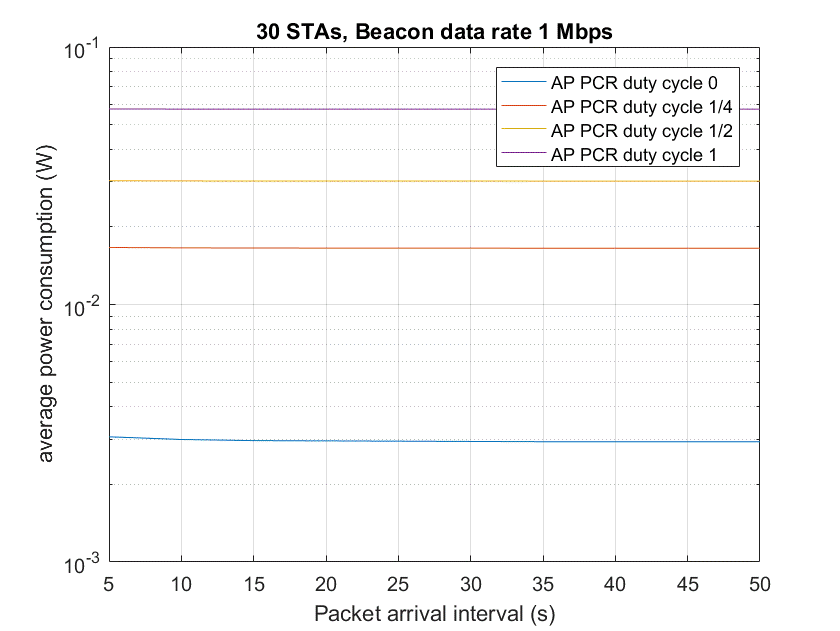 30 STAs, Beacon data rate 1 Mbps
10^-1
AP PCR duty cycle 0
AP PCR duty cycle 1/4
AP PCR duty cycle 1/2
AP PCR duty cycle 1
average power consumption (W)
10^-2
10^-3
5 10 15 20 25 30 35 40 45 50
Packet arrival interval (s)